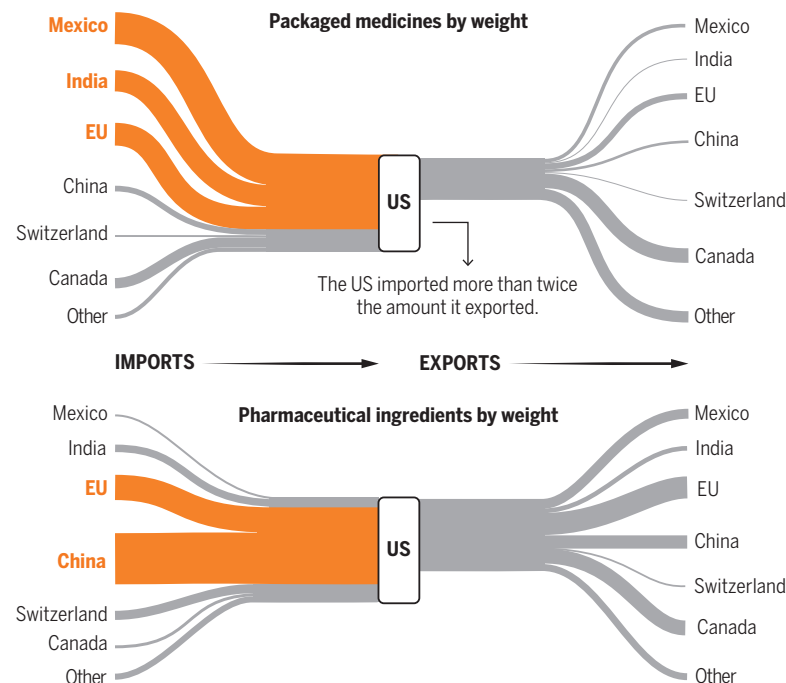 Packaged medicines by weight
Mexico
India
EU
China
Switzerland
Canada
Other
US
Mexico
India
EU
China
Switzerland
Canada
Other
The US imported more than twice
the amount it exported.
IMPORTS
EXPORTS
Pharmaceutical ingredients by weight
Mexico
India
EU
China
Switzerland
Canada
Other
US
Mexico
India
EU
China
Switzerland
Canada
Other